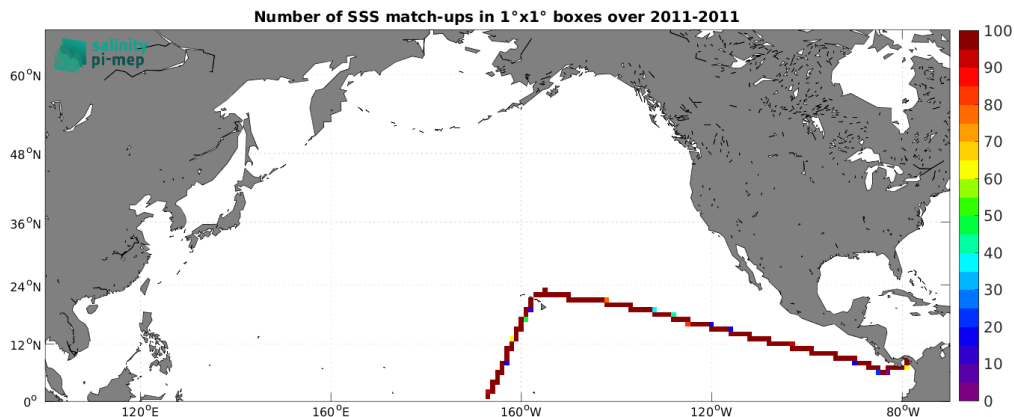 Number of SSS match-ups in 1°x1° boxes over 2011-2011
salinity
pi-mep
60°N
48°N
36°N
24°N
12°N
0°
120°E
160°E
160°W
120°W
80°W
100
90
80
70
60
50
40
30
20
10
0